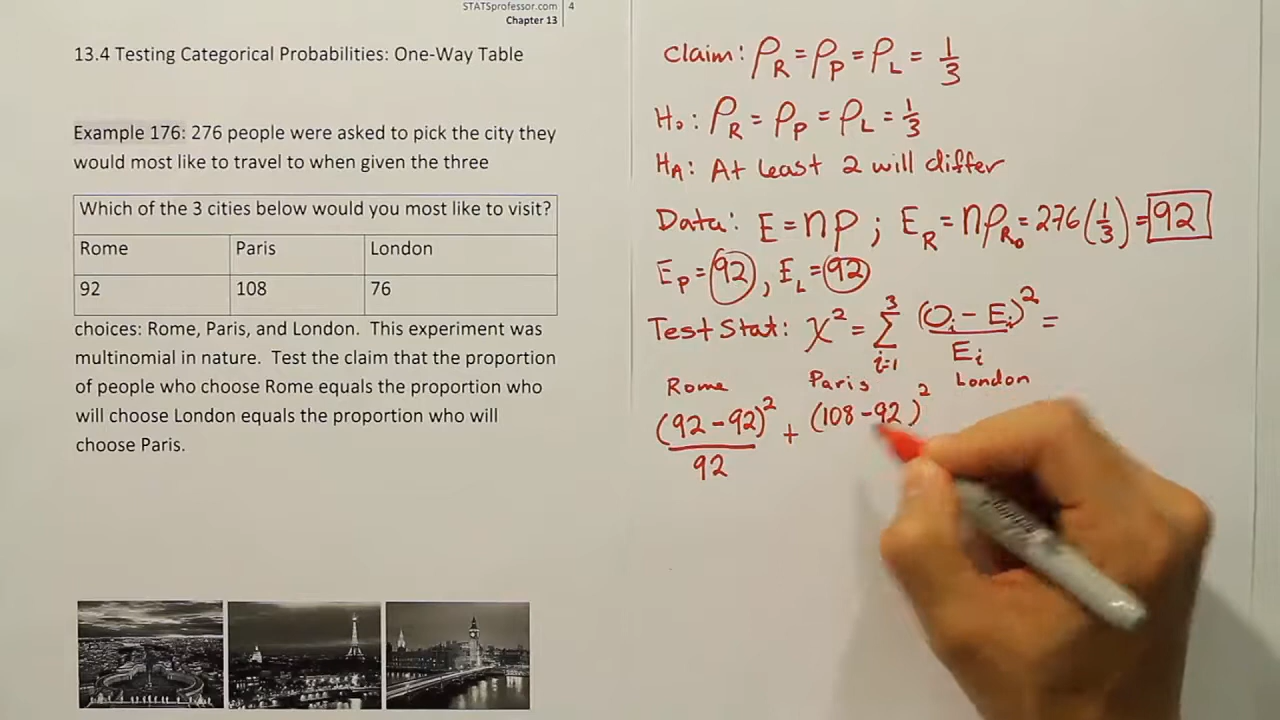 STATSprofessor.com 4
Chapter 13
13.4 Testing Categorical Probabilities: One-Way Table
Example 176: 276 people were asked to pick the city they
would most like to travel to when given the three
Which of the 3 cities below would you most like to visit?
Rome Paris London
92 108 76
choices: Rome, Paris, and London. This experiment was
multinomial in nature. Test the claim that the proportion
of people who choose Rome equals the proportion who
will choose London equals the proportion who will
choose Paris.
Claim: P_R = P_P = P_L = 1/3
H₀: P_R = P_P = P_L = 1/3
H_A: At least 2 will differ
Data: E = np ; E_R = nP_R₀ = 276(1/3) = 92
E_P = 92, E_L = 92
Test Stat: χ² = Σ_{i=1}^{3} (O_i - E_i)²/E_i =
Rome Paris London
(92-92)²/92 + (108-92)²